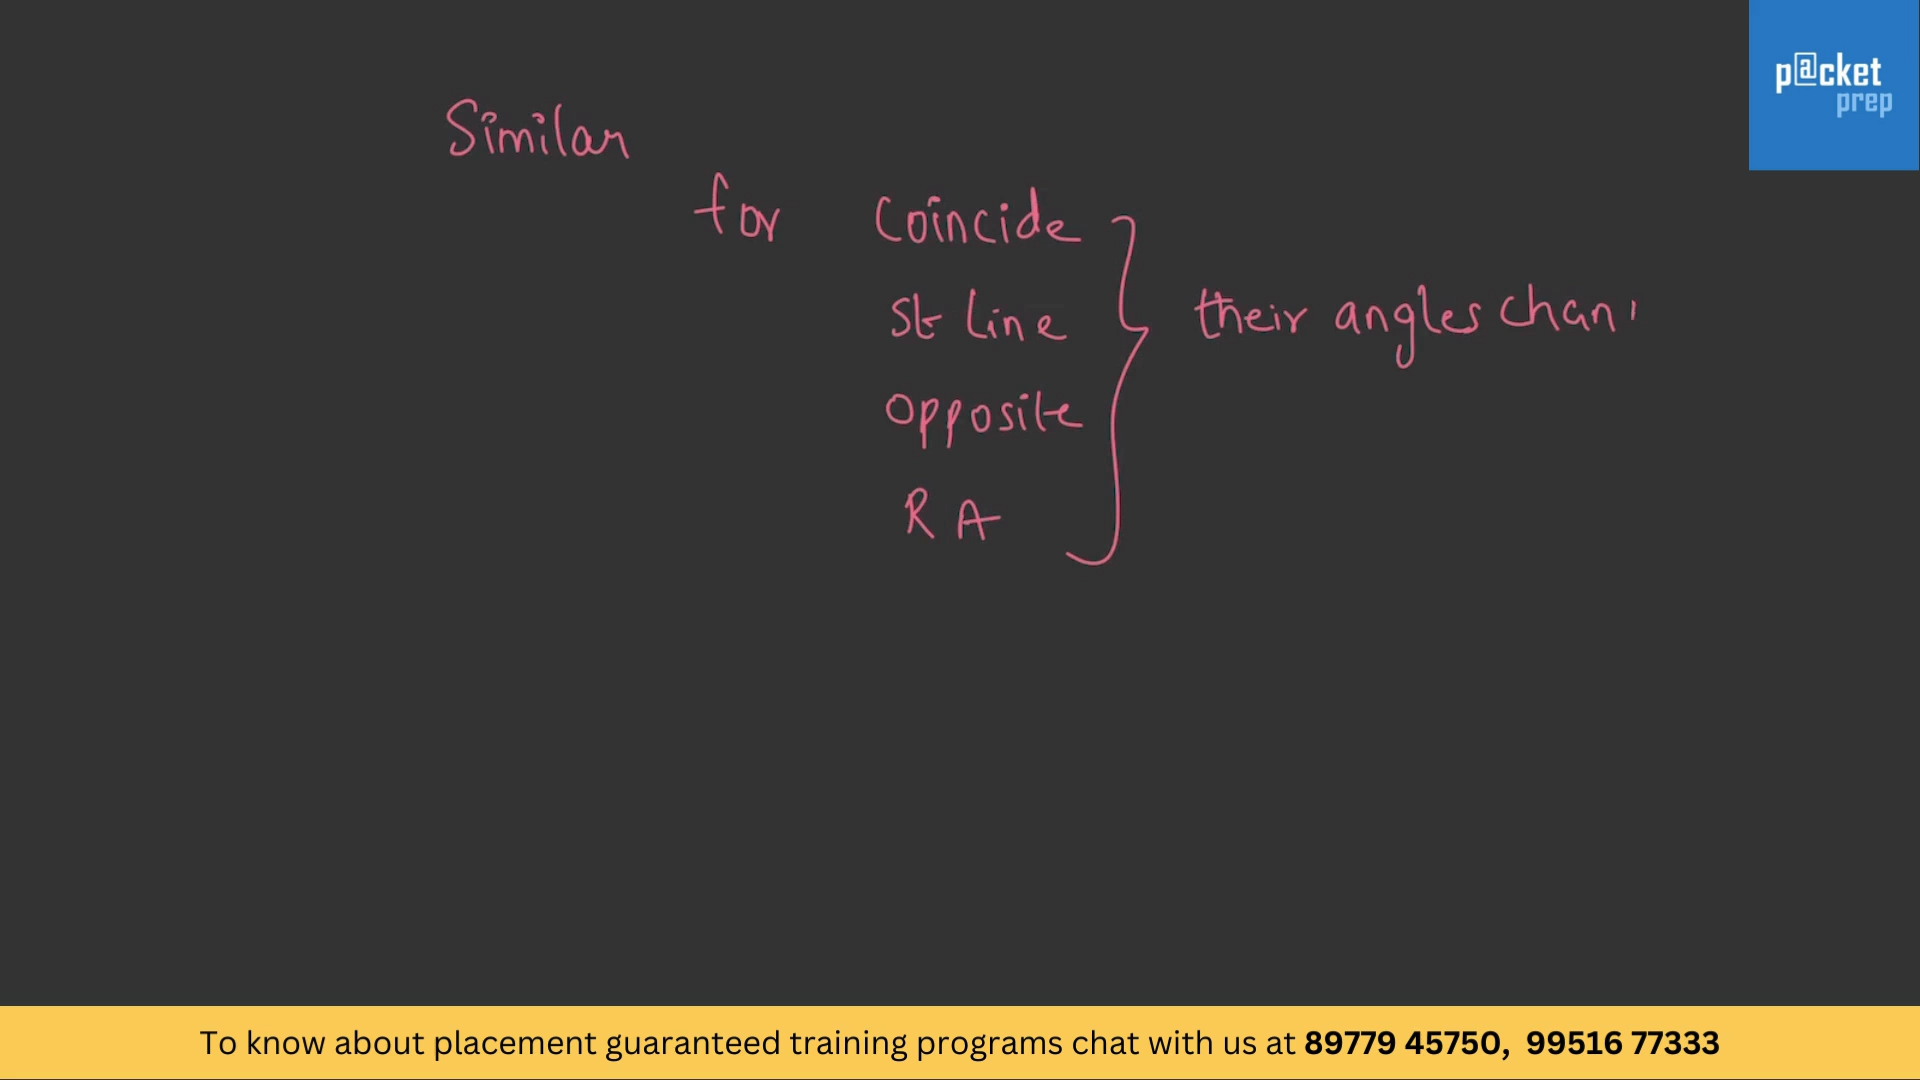 p@cket
prep
Similar
for Coincide
St Line
opposite
R A
their angles chan
To know about placement guaranteed training programs chat with us at 89779 45750, 99516 77333